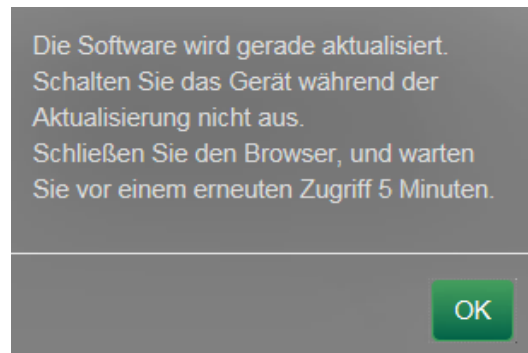 Die Software wird gerade aktualisiert.
Schalten Sie das Gerät während der
Aktualisierung nicht aus.
Schließen Sie den Browser, und warten
Sie vor einem erneuten Zugriff 5 Minuten.
OK